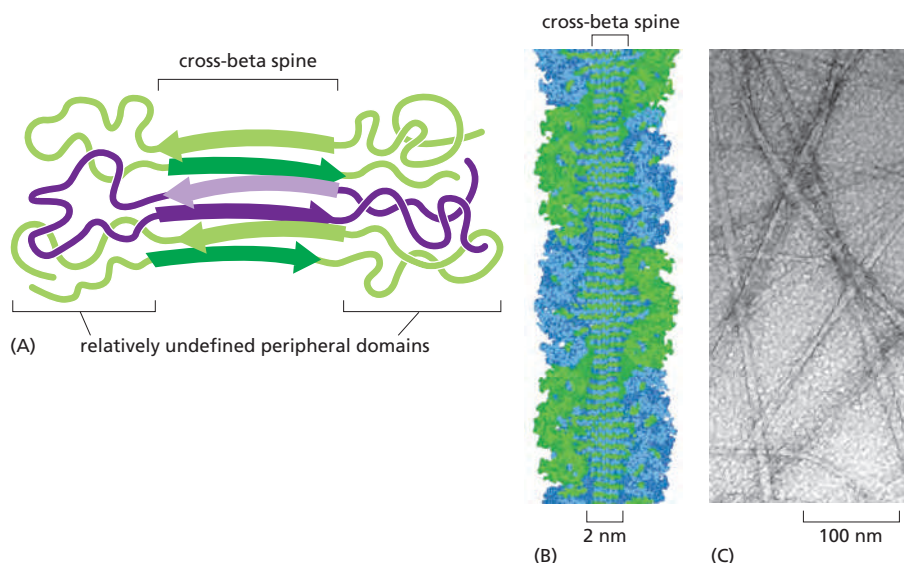 cross-beta spine
relatively undefined peripheral domains
(A)
cross-beta spine
2 nm
(B)
100 nm
(C)